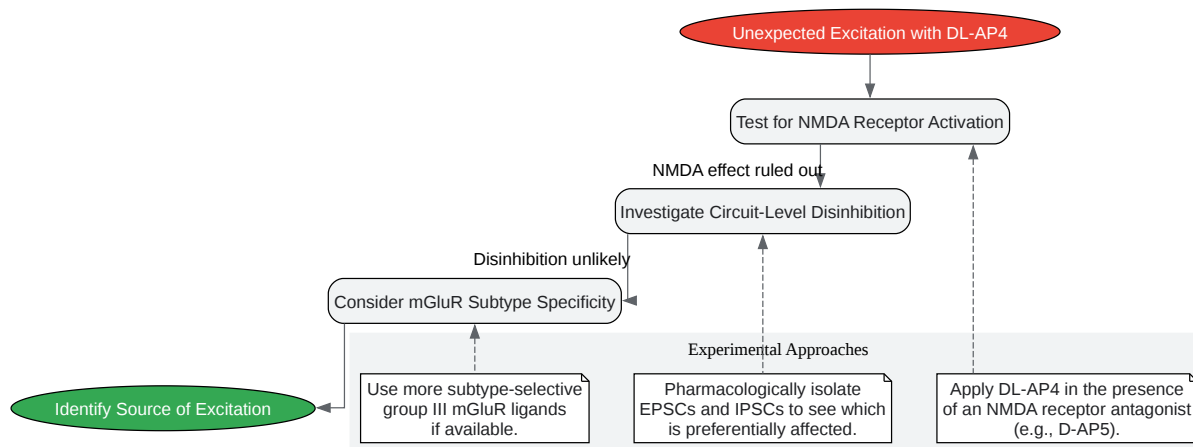 Unexpected Excitation with DL-AP4
Test for NMDA Receptor Activation
NMDA effect ruled out
Investigate Circuit-Level Disinhibition
Disinhibition unlikely
Consider mGluR Subtype Specificity
Identify Source of Excitation
Experimental Approaches
Use more subtype-selective
group III mGluR ligands
if available.
Pharmacologically isolate
EPSCs and IPSCs to see which
is preferentially affected.
Apply DL-AP4 in the presence
of an NMDA receptor antagonist
(e.g., D-AP5).